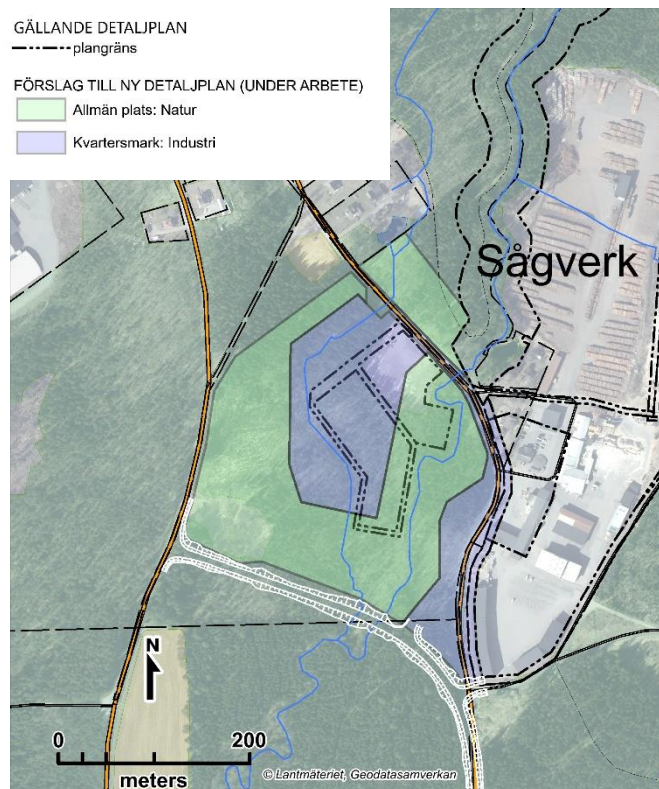 GÄLLANDE DETALJPLAN
plangräns
FÖRSLAG TILL NY DETALJPLAN (UNDER ARBETE)
Allmän plats: Natur
Kvartersmark: Industri
Sågverk
N
0 200
meters
© Lantmäteriet, Geodatasamverkan